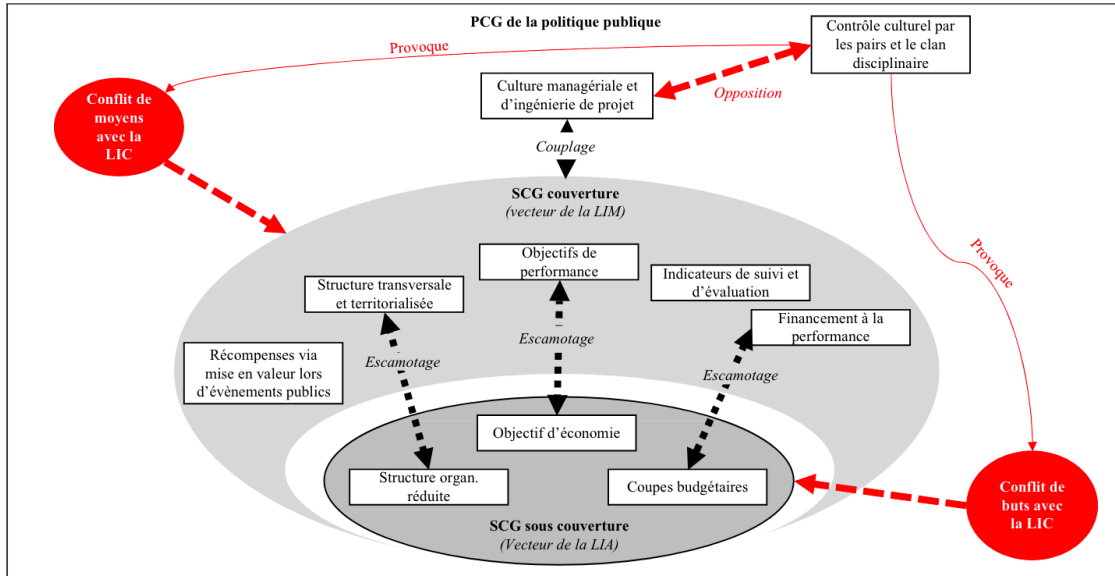 PCG de la politique publique
Contrôle culturel par
les pairs et le clan
disciplinaire
Provoque
Culture managériale et
d'ingénierie de projet
Opposition
Conflit de
moyens
avec la
LIC
Couplage
SCG couverture
(vecteur de la LIM)
Provoque
Objectifs de
performance
Structure transversale
et territorialisée
Indicateurs de suivi et
d'évaluation
Financement à la
performance
Escamotage
Récompenses via
mise en valeur lors
d'évènements publics
Escamotage
Escamotage
Objectif d'économie
Structure organ.
réduite
Coupes budgétaires
Conflit de
buts avec
la LIC
SCG sous couverture
(Vecteur de la LIA)